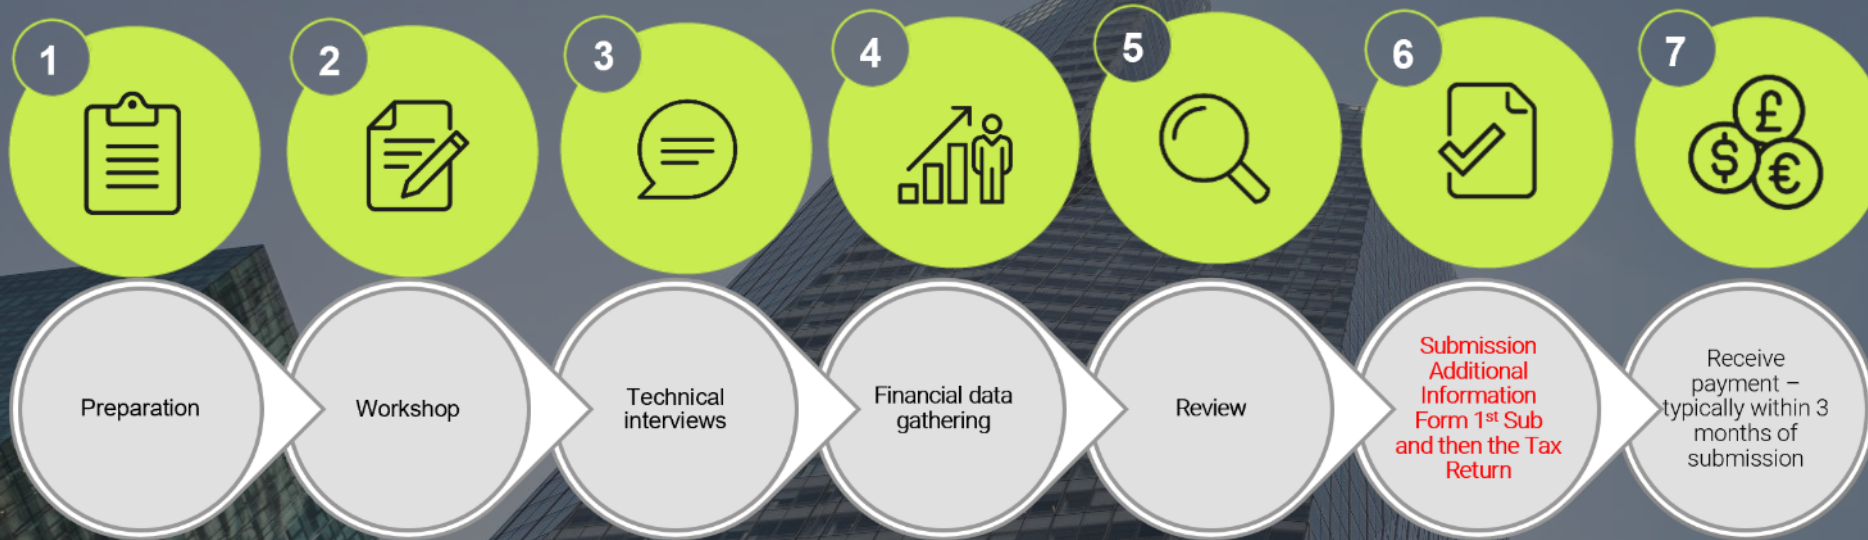 1
2
3
4
5
6
7
£
$
€
Preparation
Workshop
Technical
interviews
Financial data
gathering
Review
Submission
Additional
Information
Form 1st Sub
and then the Tax
Return
Receive
payment –
typically within 3
months of
submission